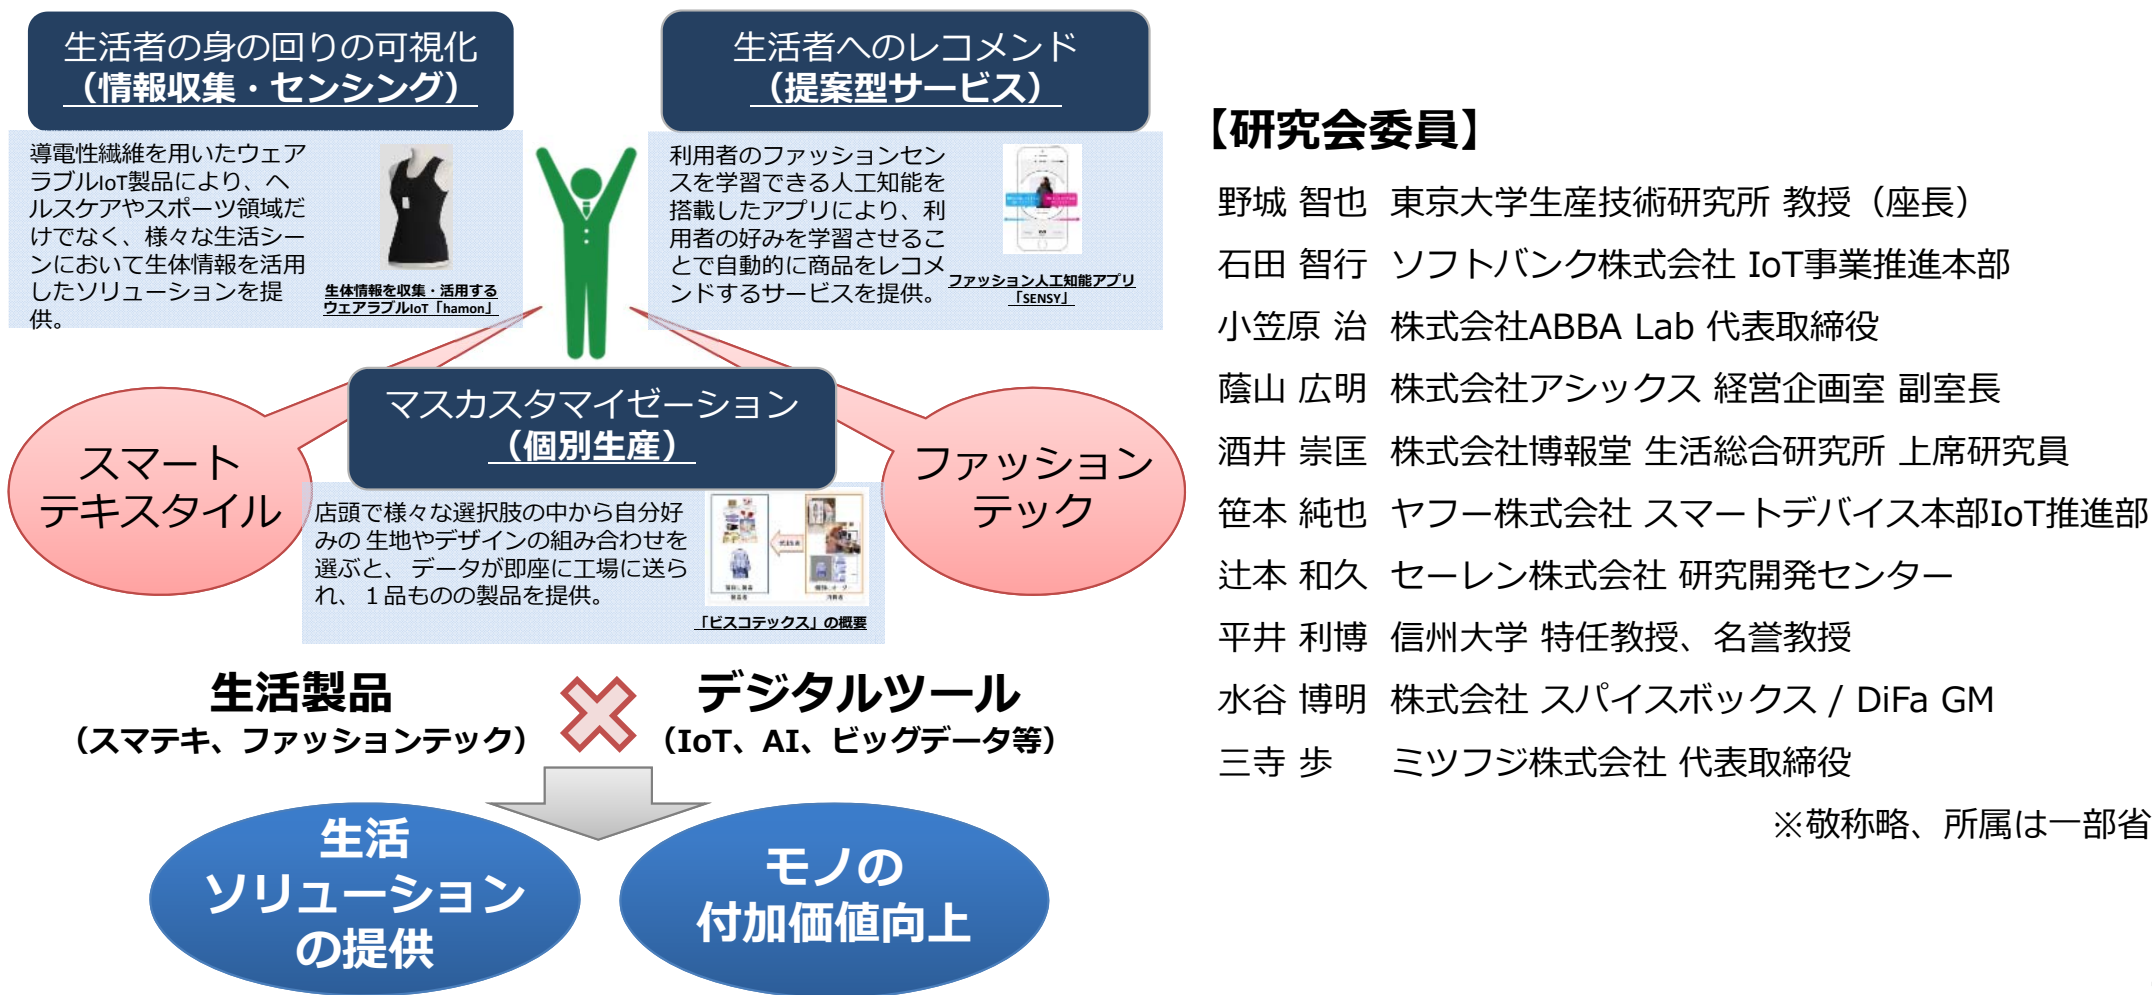 生活者の身の回りの可視化
（情報収集・センシング）
導電性繊維を用いたウェア
ラブルIoT製品により、ヘ
ルスケアやスポーツ領域だ
けでなく、様々な生活シー
ンにおいて生体情報を活用
したソリューションを提
供。
生体情報を収集・活用する
ウェアラブルIoT「hamon」
生活者へのレコメンド
（提案型サービス）
利用者のファッションセン
スを学習できる人工知能を
搭載したアプリにより、利
用者の好みを学習させるこ
とで自動的に商品をレコメ
ンドするサービスを提供。
ファッション人工知能アプリ
「SENSY」
スマート
テキスタイル
マスカスタマイゼーション
（個別生産）
店頭で様々な選択肢の中から自分好
みの 生地やデザインの組み合わせを
選ぶと、 データが即座に工場に送ら
れ、１品ものの製品を提供。
「ビスコテックス」の概要
ファッション
テック
生活製品
（スマテキ、ファッションテック）
デジタルツール
（IoT、AI、ビッグデータ等）
生活
ソリューション
の提供
モノの
付加価値向上
【研究会委員】
野城 智也 東京大学生産技術研究所 教授（座長）
石田 智行 ソフトバンク株式会社 IoT事業推進本部
小笠原 治 株式会社ABBA Lab 代表取締役
蔭山 広明 株式会社アシックス 経営企画室 副室長
酒井 崇匡 株式会社博報堂 生活総合研究所 上席研究員
笹本 純也 ヤフー株式会社 スマートデバイス本部IoT推進部
辻本 和久 セーレン株式会社 研究開発センター
平井 利博 信州大学 特任教授、名誉教授
水谷 博明 株式会社 スパイスボックス / DiFa GM
三寺 歩 ミツフジ株式会社 代表取締役
※敬称略、所属は一部省